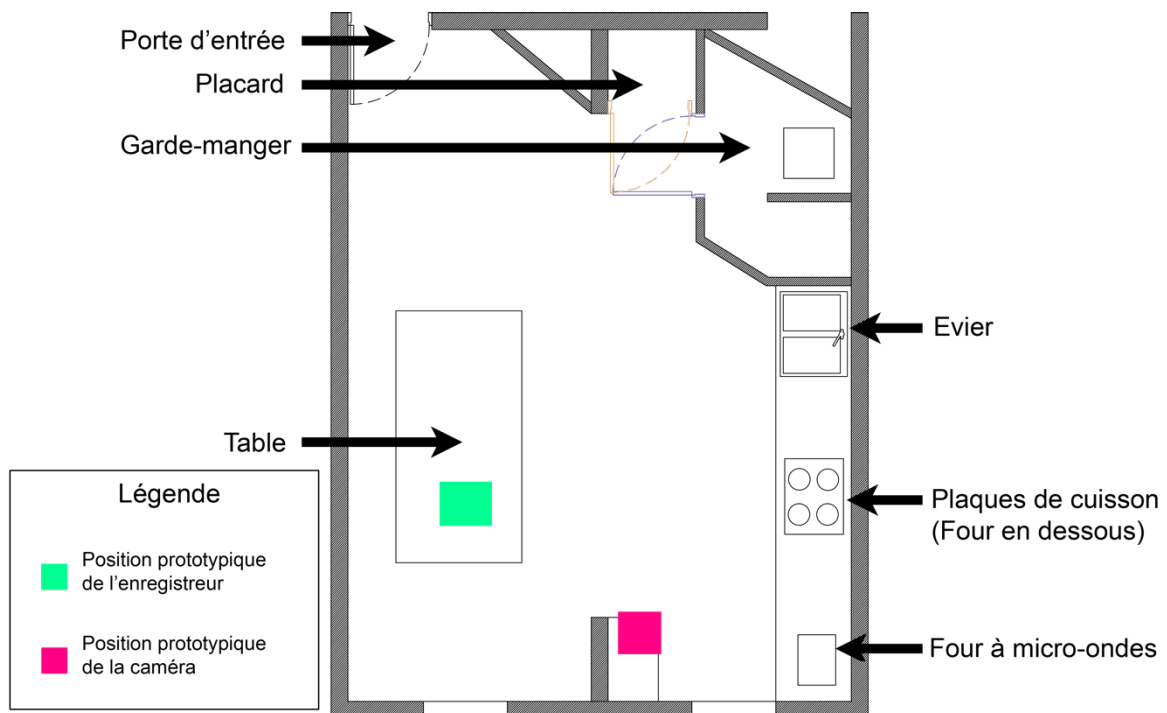 Porte d'entrée
Placard
Garde-manger
Evier
Table
Plaques de cuisson
(Four en dessous)
Four à micro-ondes
Légende
Position prototypique
de l'enregistreur
Position prototypique
de la caméra